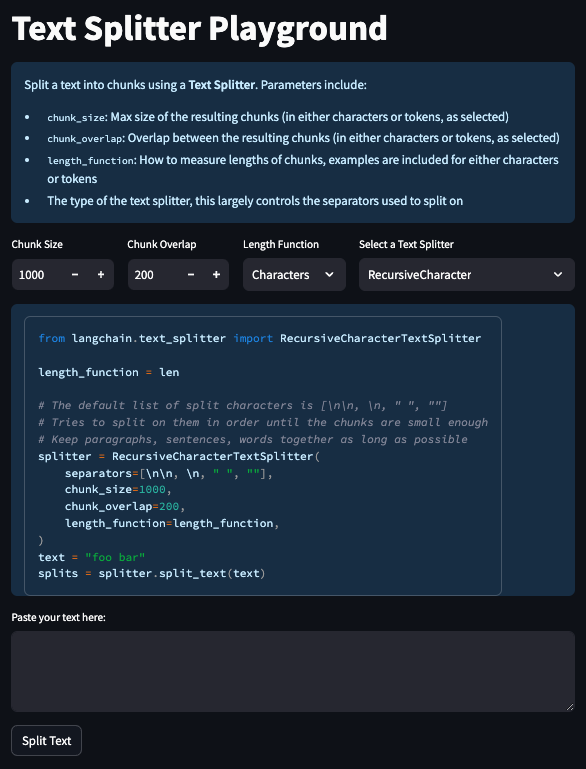 Text Splitter Playground
Split a text into chunks using a Text Splitter. Parameters include:
• chunk_size: Max size of the resulting chunks (in either characters or tokens, as selected)
• chunk_overlap: Overlap between the resulting chunks (in either characters or tokens, as selected)
• length_function: How to measure lengths of chunks, examples are included for either characters
or tokens
• The type of the text splitter, this largely controls the separators used to split on
Chunk Size Chunk Overlap Length Function Select a Text Splitter
1000 − + 200 − + Characters RecursiveCharacter
from langchain.text_splitter import RecursiveCharacterTextSplitter
length_function = len
# The default list of split characters is [\n\n, \n, " ", ""]
# Tries to split on them in order until the chunks are small enough
# Keep paragraphs, sentences, words together as long as possible
splitter = RecursiveCharacterTextSplitter(
    separators=[\n\n, \n, " ", ""],
    chunk_size=1000,
    chunk_overlap=200,
    length_function=length_function,
)
text = "foo bar"
splits = splitter.split_text(text)
Paste your text here:
Split Text